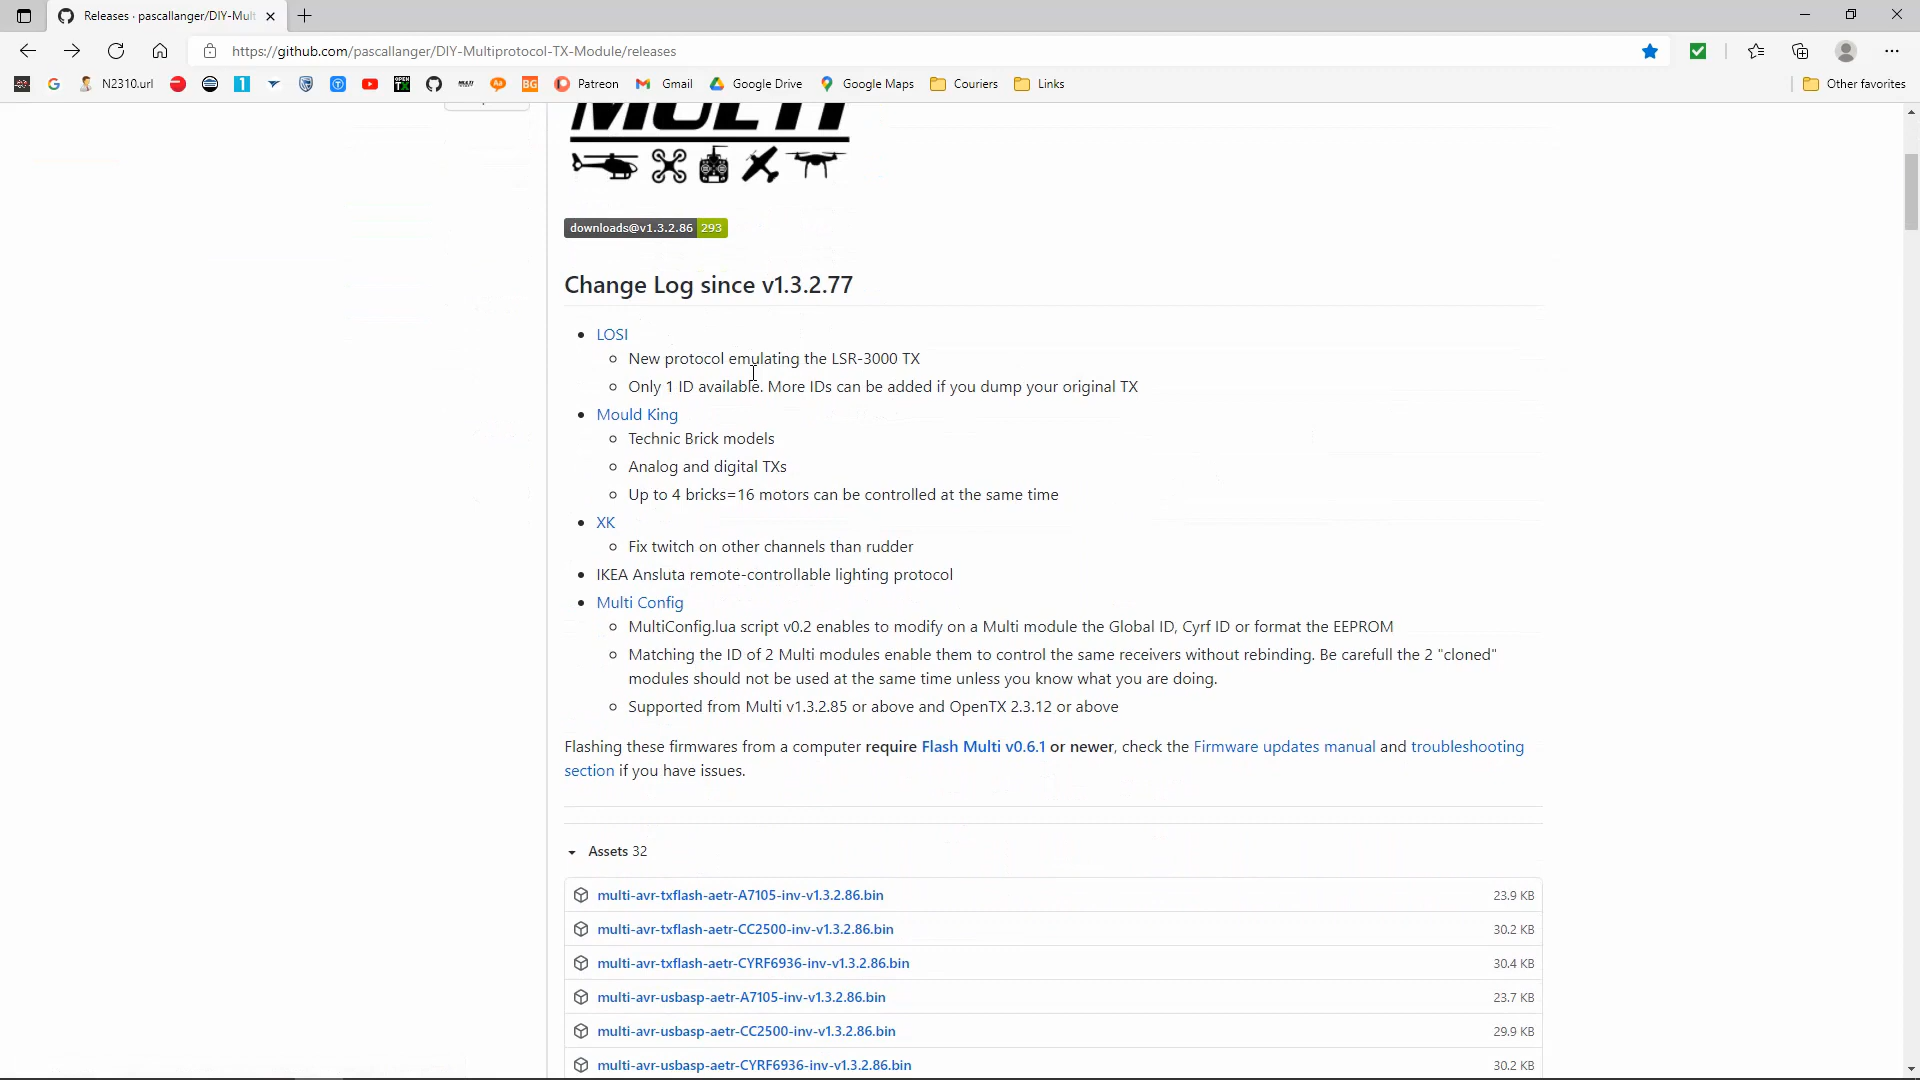 Releases · pascallanger/DIY-Mult
https://github.com/pascallanger/DIY-Multiprotocol-TX-Module/releases
N2310.url
Patreon
Gmail
Google Drive
Google Maps
Couriers
Links
Other favorites
MULTI
downloads@v1.3.2.86 293
Change Log since v1.3.2.77
LOSI
New protocol emulating the LSR-3000 TX
Only 1 ID available. More IDs can be added if you dump your original TX
Mould King
Technic Brick models
Analog and digital TXs
Up to 4 bricks=16 motors can be controlled at the same time
XK
Fix twitch on other channels than rudder
IKEA Ansluta remote-controllable lighting protocol
Multi Config
MultiConfig.lua script v0.2 enables to modify on a Multi module the Global ID, Cyrf ID or format the EEPROM
Matching the ID of 2 Multi modules enable them to control the same receivers without rebinding. Be carefull the 2 "cloned"
modules should not be used at the same time unless you know what you are doing.
Supported from Multi v1.3.2.85 or above and OpenTX 2.3.12 or above
Flashing these firmwares from a computer require Flash Multi v0.6.1 or newer, check the Firmware updates manual and troubleshooting
section if you have issues.
Assets 32
multi-avr-txflash-aetr-A7105-inv-v1.3.2.86.bin 23.9 KB
multi-avr-txflash-aetr-CC2500-inv-v1.3.2.86.bin 30.2 KB
multi-avr-txflash-aetr-CYRF6936-inv-v1.3.2.86.bin 30.4 KB
multi-avr-usbasp-aetr-A7105-inv-v1.3.2.86.bin 23.7 KB
multi-avr-usbasp-aetr-CC2500-inv-v1.3.2.86.bin 29.9 KB
multi-avr-usbasp-aetr-CYRF6936-inv-v1.3.2.86.bin 30.2 KB